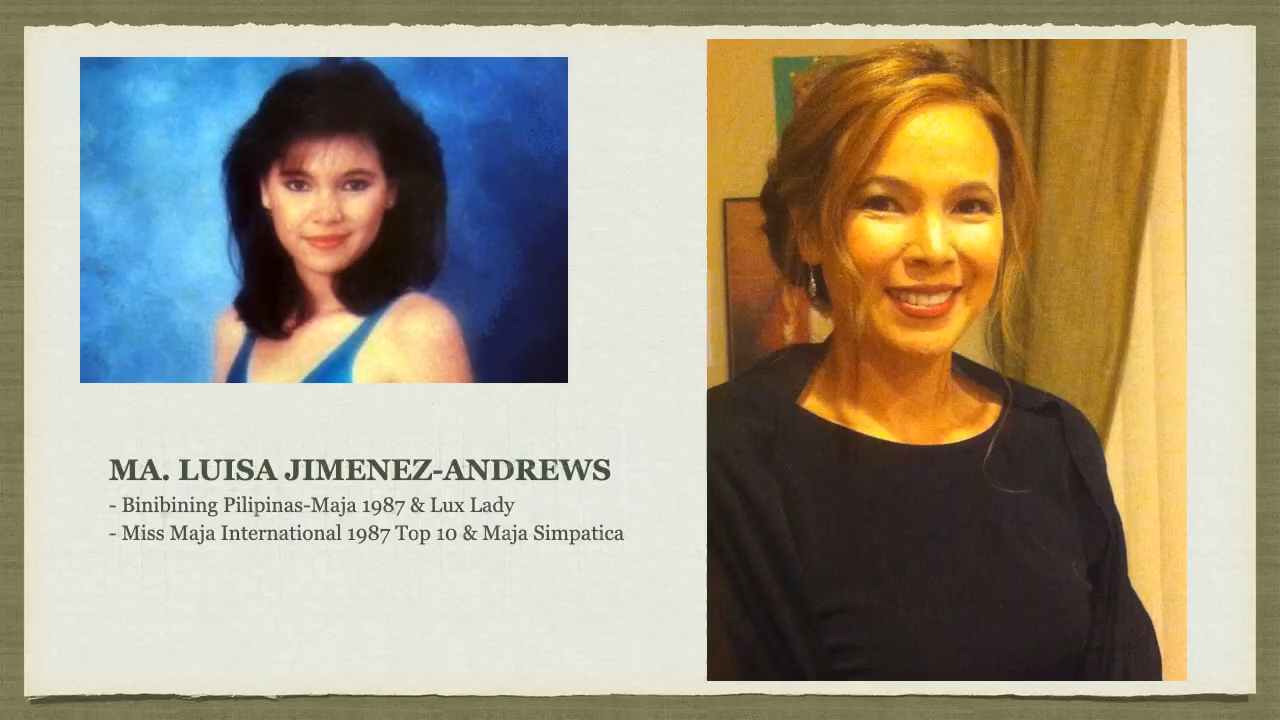 MA. LUISA JIMENEZ-ANDREWS
- Binibining Pilipinas-Maja 1987 & Lux Lady
- Miss Maja International 1987 Top 10 & Maja Simpatica